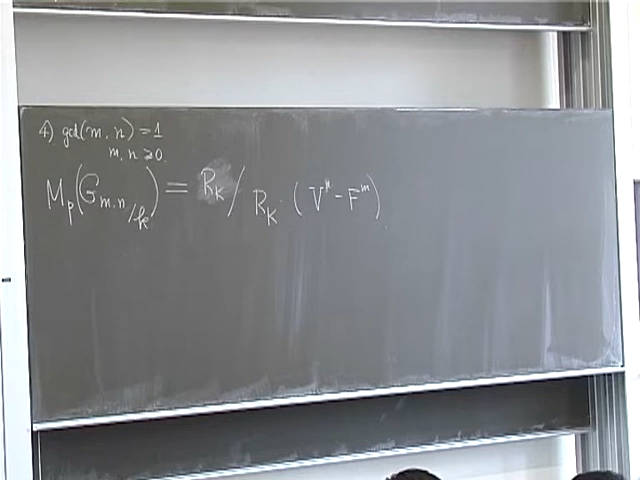 4) gcd(m, n) = 1
m, n ⩾ 0.
M_p(G_{m,n/k}) = R_K / R_K · (V^n - F^m)